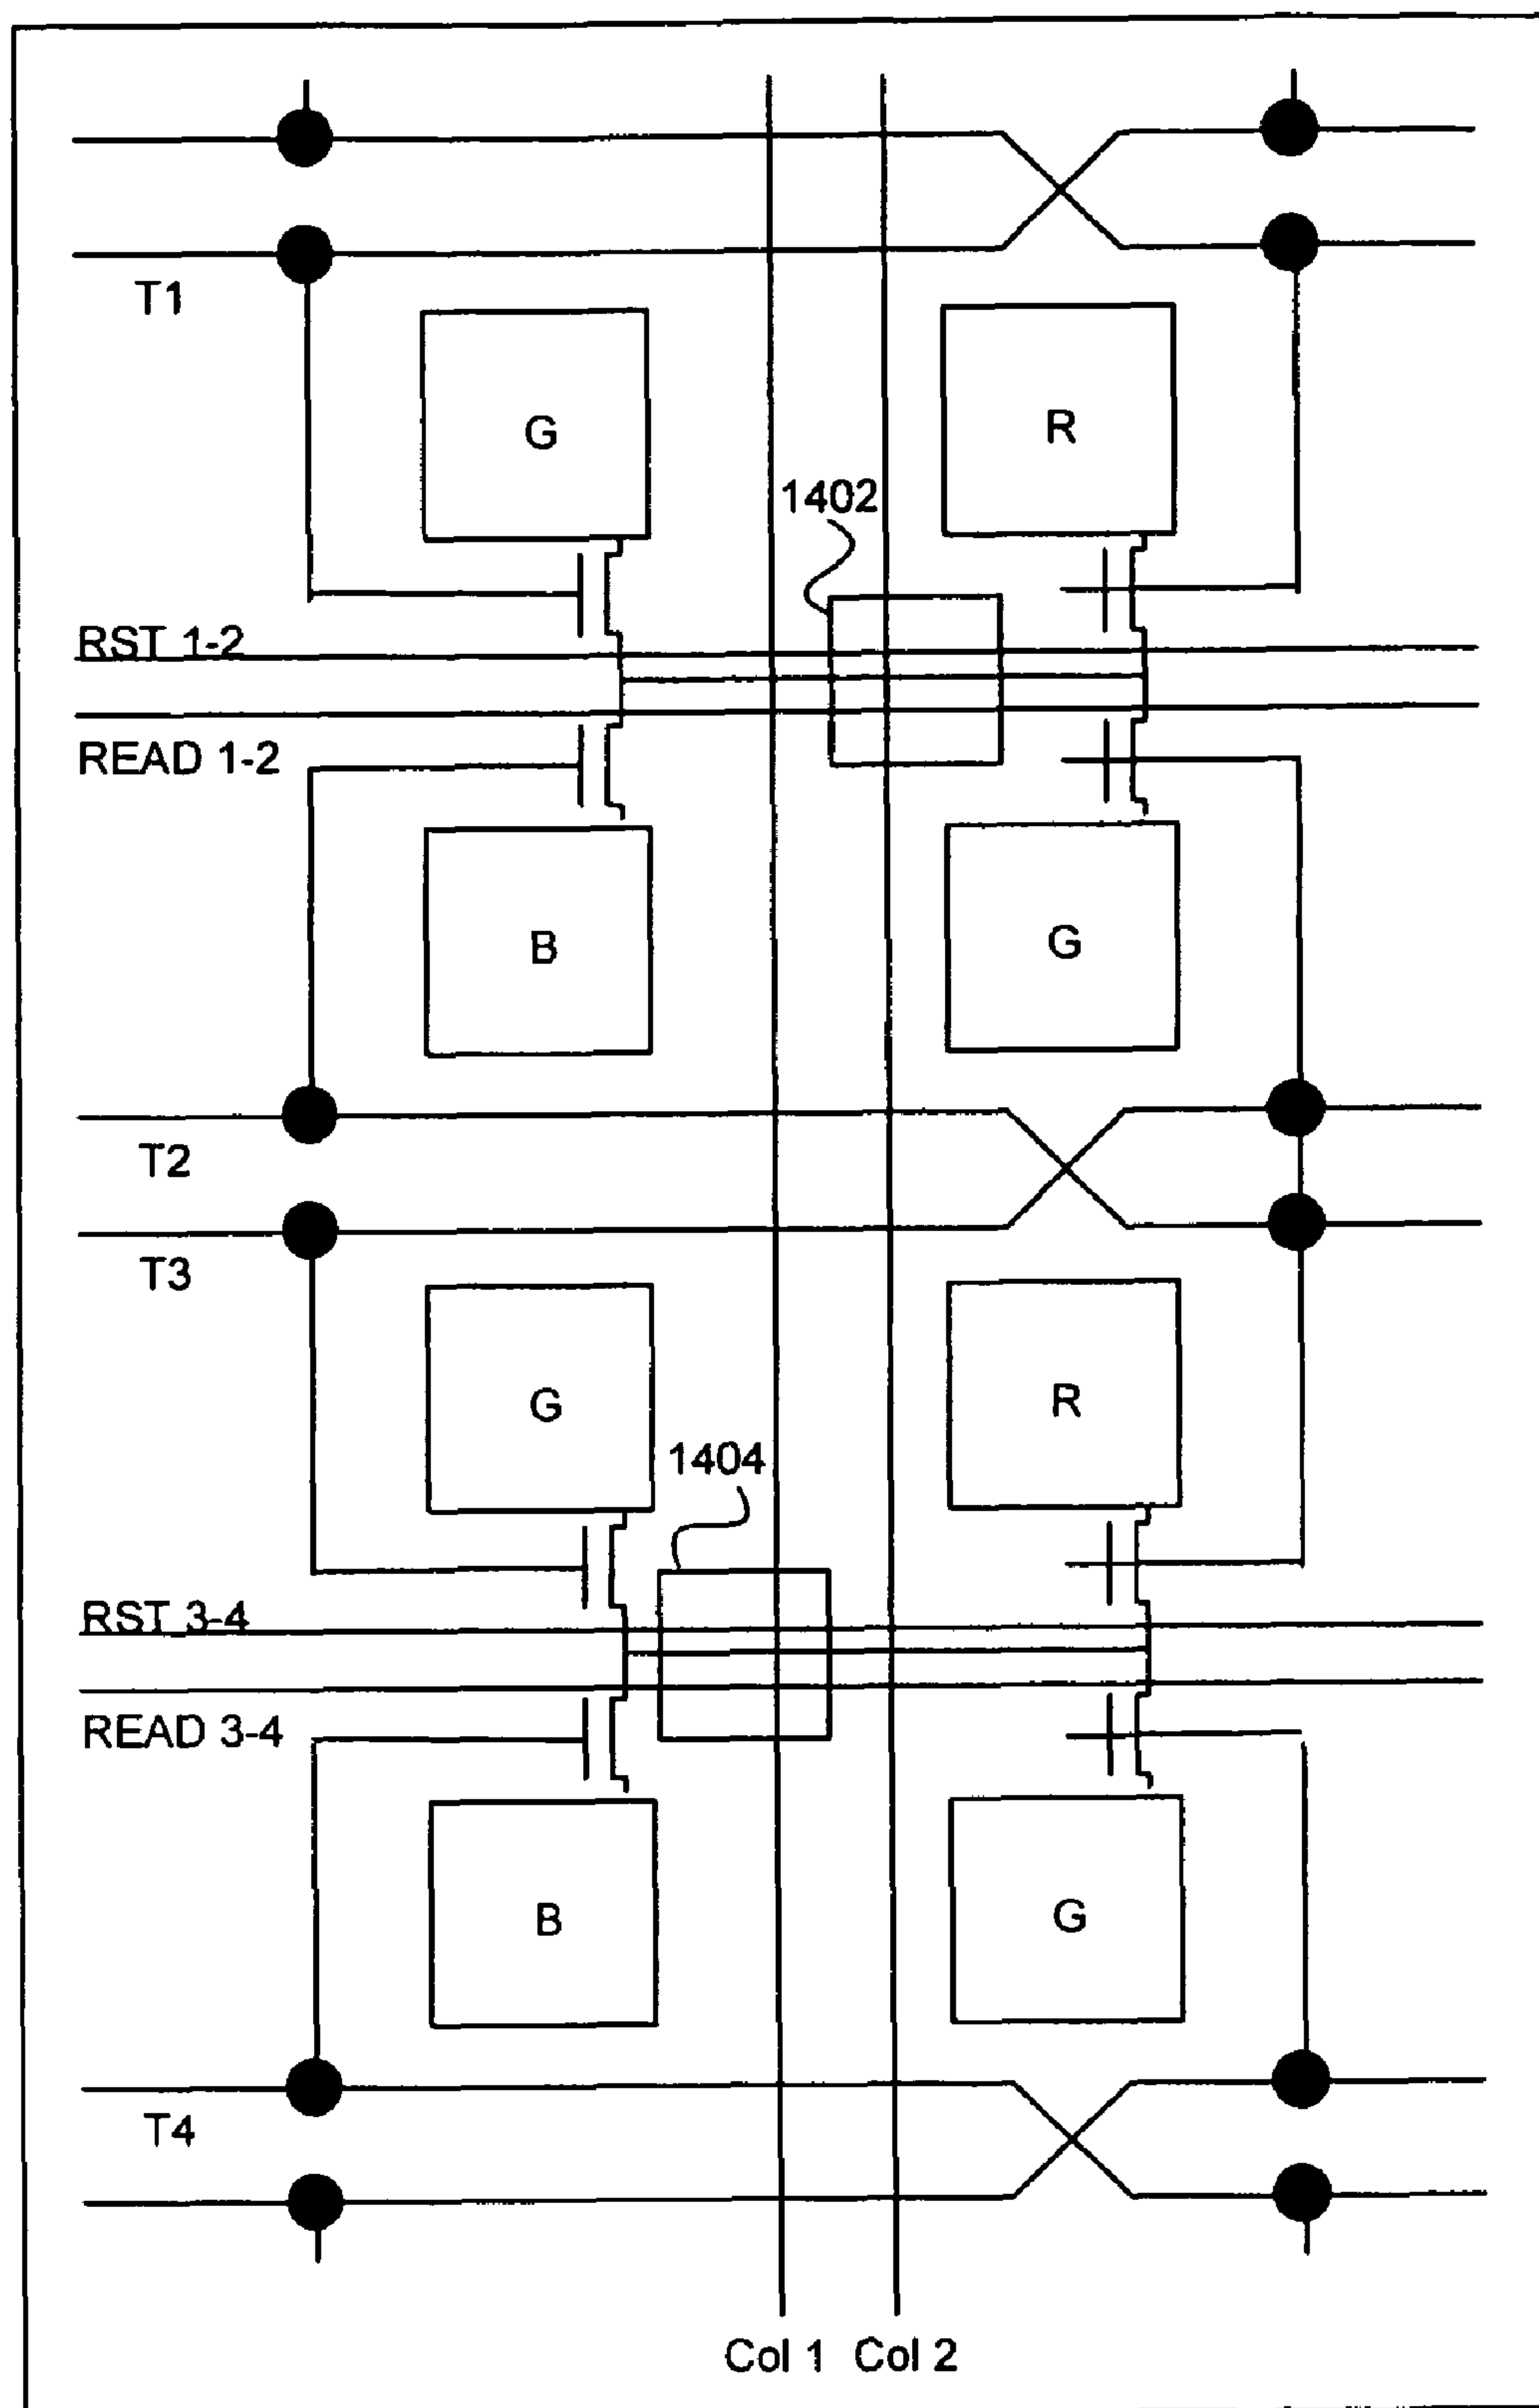 T1
G
R
1402
RST 1-2
READ 1-2
B
G
T2
T3
G
R
1404
RST 3-4
READ 3-4
B
G
T4
Col 1 Col 2